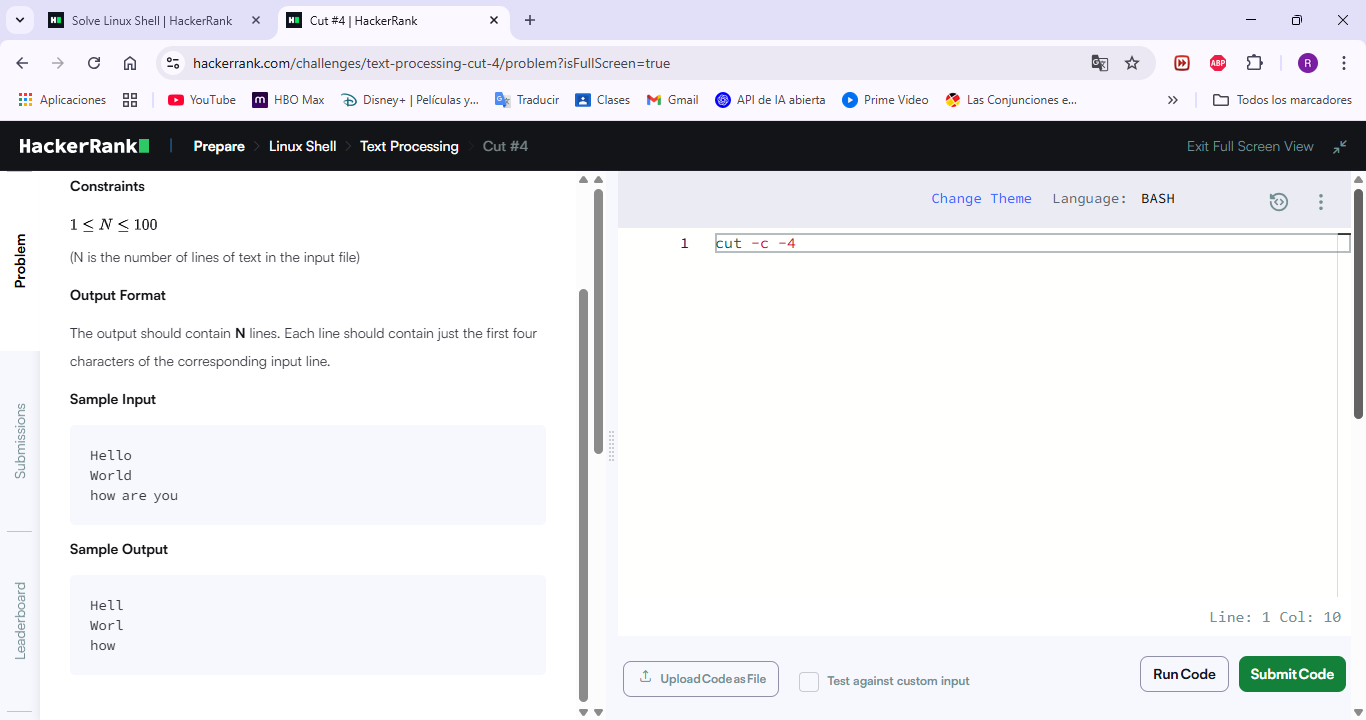 Solve Linux Shell | HackerRank
Cut #4 | HackerRank
hackerrank.com/challenges/text-processing-cut-4/problem?isFullScreen=true
ABP
R
Aplicaciones
YouTube
HBO Max
Disney+ | Películas y...
Traducir
Clases
Gmail
API de IA abierta
Prime Video
Las Conjunciones e...
Todos los marcadores
HackerRank
Prepare
Linux Shell
Text Processing
Cut #4
Exit Full Screen View
Problem
Submissions
Leaderboard
Constraints
1 ≤ N ≤ 100
(N is the number of lines of text in the input file)
Output Format
The output should contain N lines. Each line should contain just the first four
characters of the corresponding input line.
Sample Input
Hello
World
how are you
Sample Output
Hell
Worl
how
Change Theme Language: BASH
1 cut -c -4
Line: 1 Col: 10
Upload Code as File
Test against custom input
Run Code
Submit Code